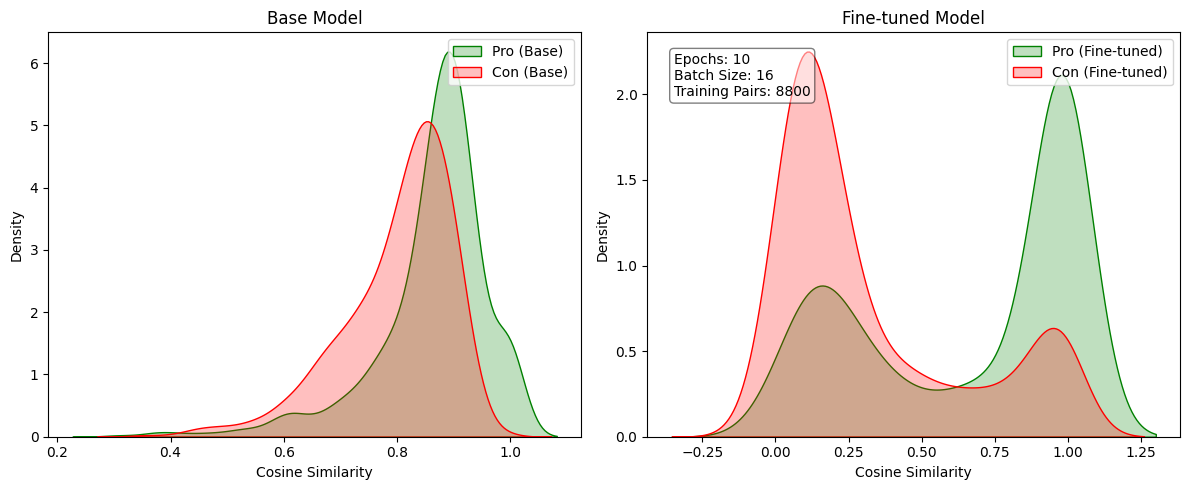 Base Model
Pro (Base)
Con (Base)
Density
6
5
4
3
2
1
0
0.2 0.4 0.6 0.8 1.0
Cosine Similarity
Fine-tuned Model
Epochs: 10
Batch Size: 16
Training Pairs: 8800
Pro (Fine-tuned)
Con (Fine-tuned)
Density
2.0
1.5
1.0
0.5
0.0
−0.25 0.00 0.25 0.50 0.75 1.00 1.25
Cosine Similarity